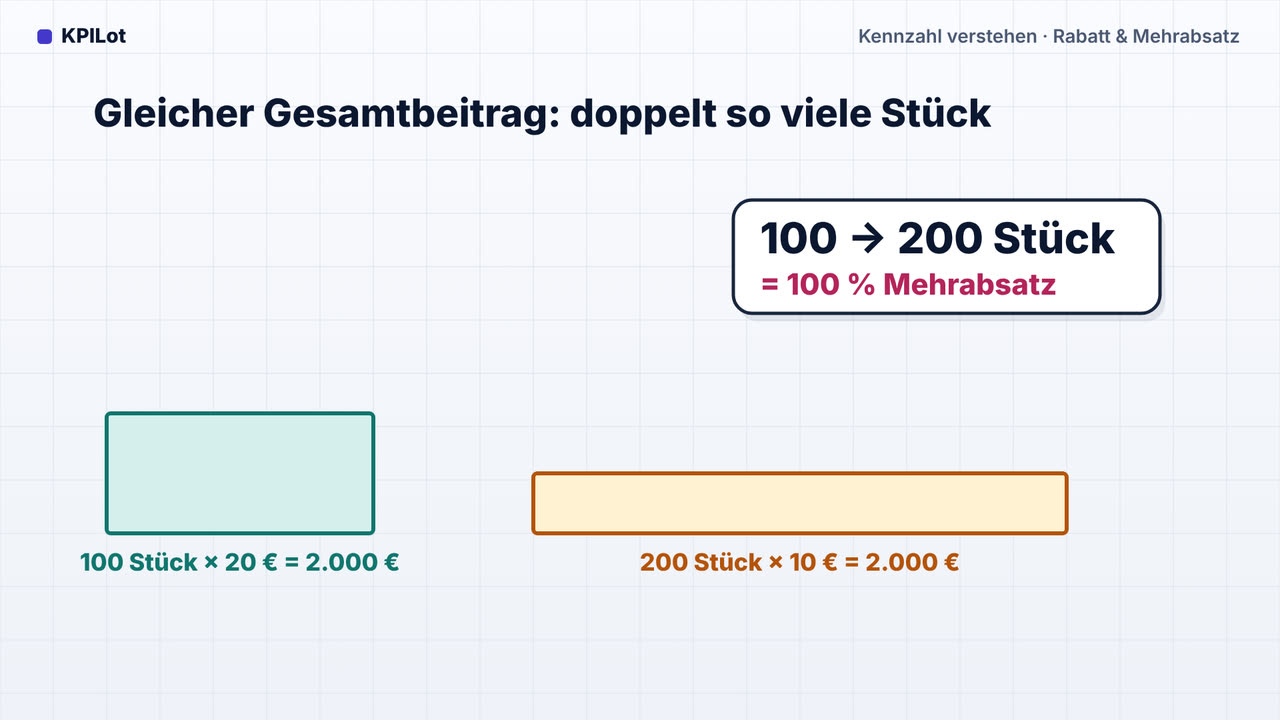 KPILot
Kennzahl verstehen · Rabatt & Mehrabsatz
Gleicher Gesamtbeitrag: doppelt so viele Stück
100 → 200 Stück
= 100 % Mehrabsatz
100 Stück × 20 € = 2.000 €
200 Stück × 10 € = 2.000 €